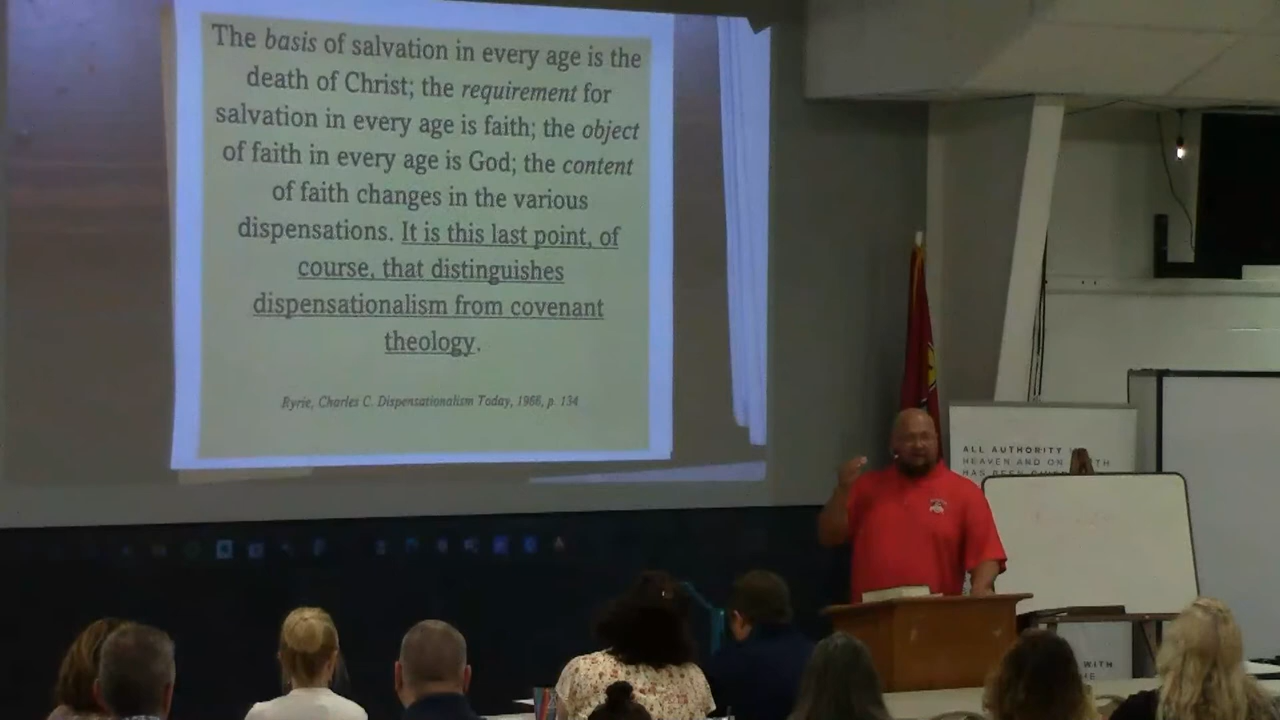 The basis of salvation in every age is the
death of Christ; the requirement for
salvation in every age is faith; the object
of faith in every age is God; the content
of faith changes in the various
dispensations. It is this last point, of
course, that distinguishes
dispensationalism from covenant
theology.
Ryrie, Charles C. Dispensationalism Today, 1966, p. 134
ALL AUTHORITY
HEAVEN AND ON
HAS BEEN
WITH